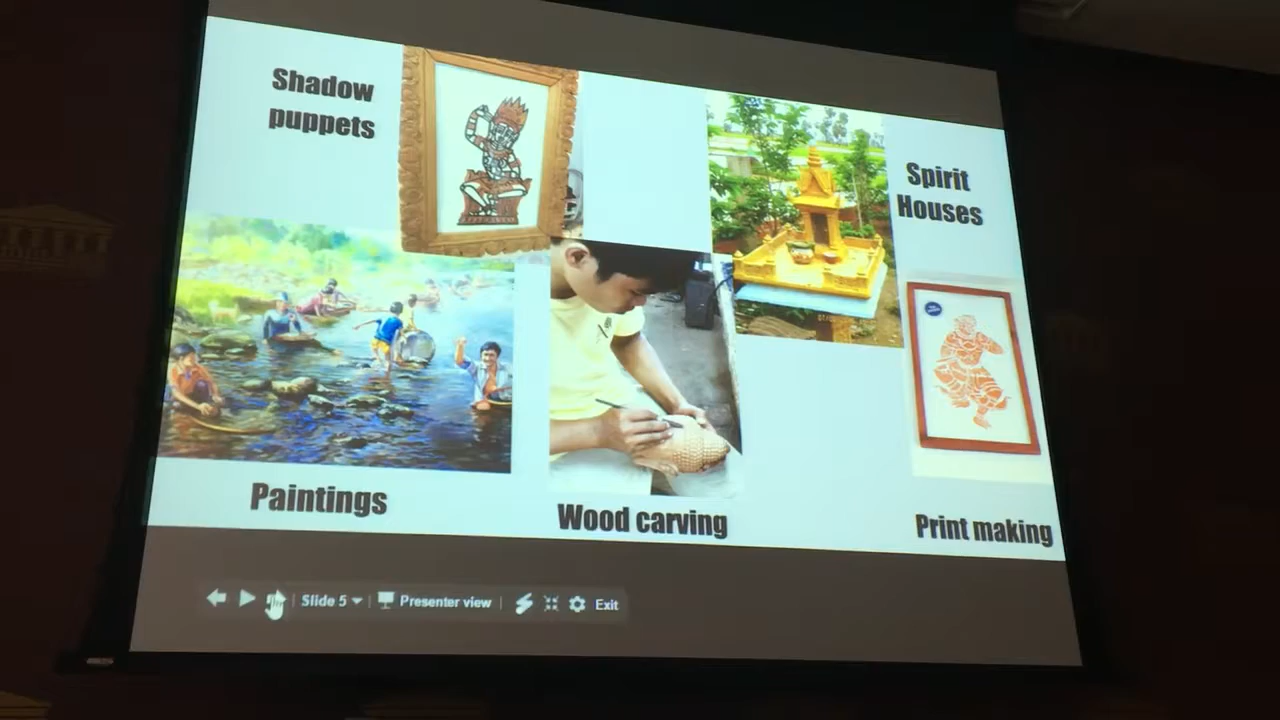 Shadow
puppets
Spirit
Houses
Paintings
Wood carving
Print making
Slide 5
Presenter view
Exit